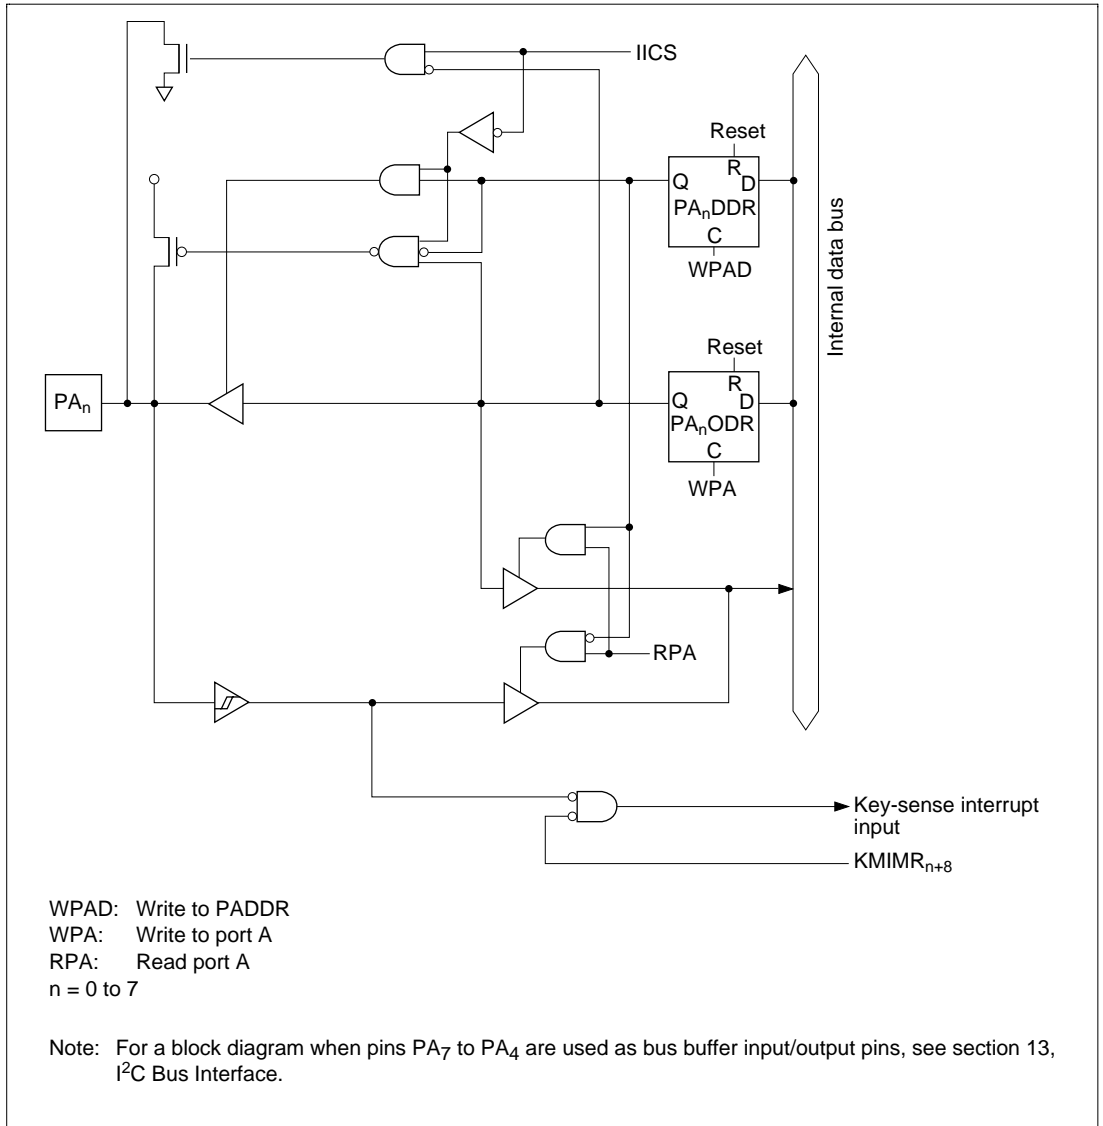 IICS
Reset
R
Q
D
PAnDDR
C
WPAD
Internal data bus
Reset
R
PAn
Q
D
PAnODR
C
WPA
RPA
Key-sense interrupt
input
KMIMRn+8
WPAD: Write to PADDR
WPA: Write to port A
RPA: Read port A
n = 0 to 7
Note: For a block diagram when pins PA7 to PA4 are used as bus buffer input/output pins, see section 13,
I2C Bus Interface.